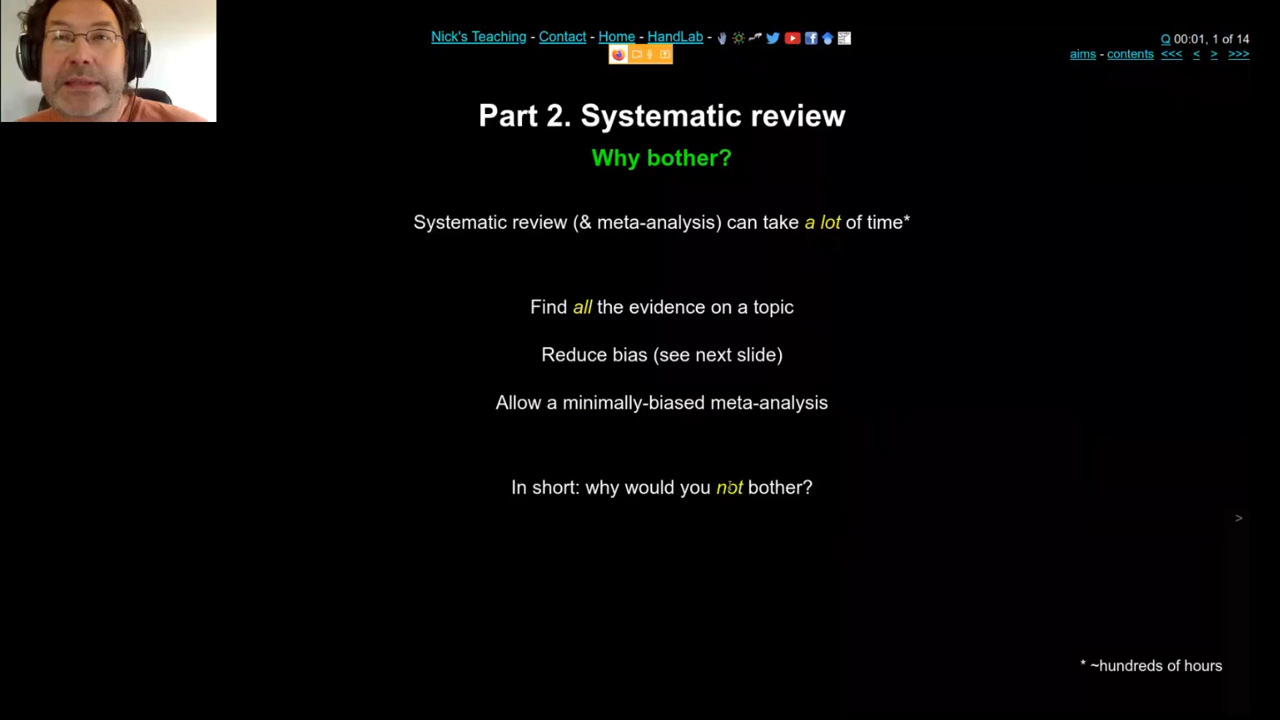 Nick's Teaching - Contact - Home - HandLab -
Q 00:01, 1 of 14
aims - contents <<< < > >>>
Part 2. Systematic review
Why bother?
Systematic review (& meta-analysis) can take a lot of time*
Find all the evidence on a topic
Reduce bias (see next slide)
Allow a minimally-biased meta-analysis
In short: why would you not bother?
>
* ~hundreds of hours